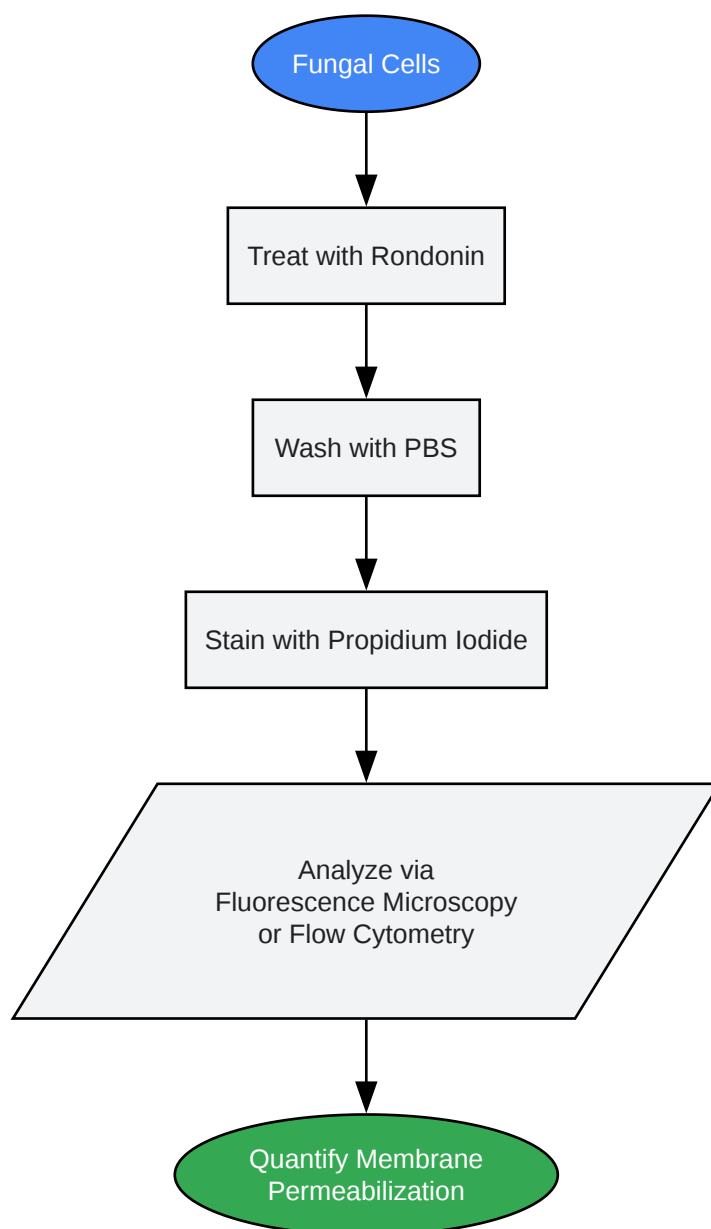 Fungal Cells
Treat with Rondonin
Wash with PBS
Stain with Propidium Iodide
Analyze via
Fluorescence Microscopy
or Flow Cytometry
Quantify Membrane
Permeabilization